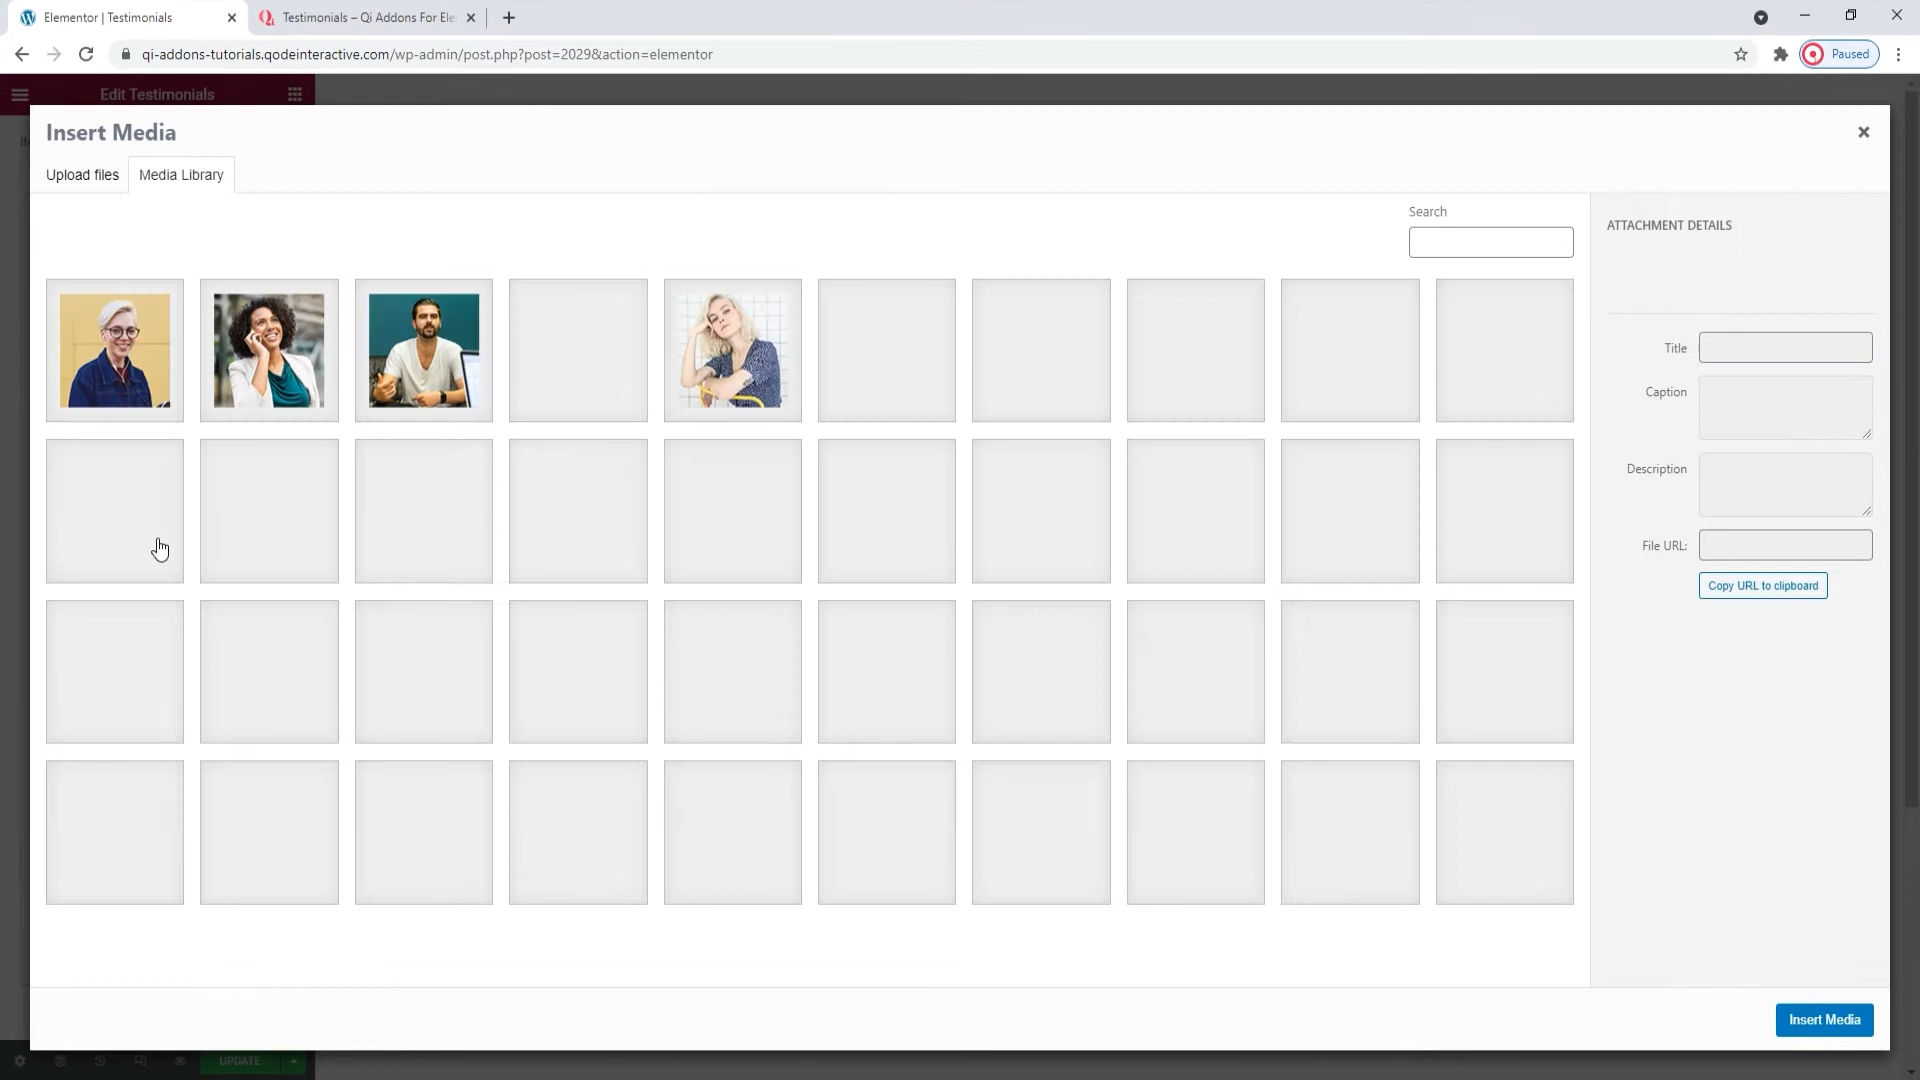 Elementor | Testimonials
Testimonials – Qi Addons For Ele
qi-addons-tutorials.qodeinteractive.com/wp-admin/post.php?post=2029&action=elementor
Paused
Edit Testimonials
Insert Media
Upload files
Media Library
Search
ATTACHMENT DETAILS
Title
Caption
Description
File URL:
Copy URL to clipboard
Insert Media
UPDATE